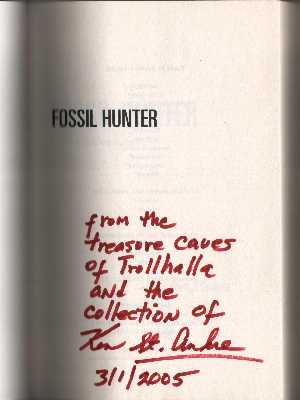 FOSSIL HUNTER
from the
treasure caves
of Trollhalla
and the
collection of
Ken St. Andre
3/1/2005